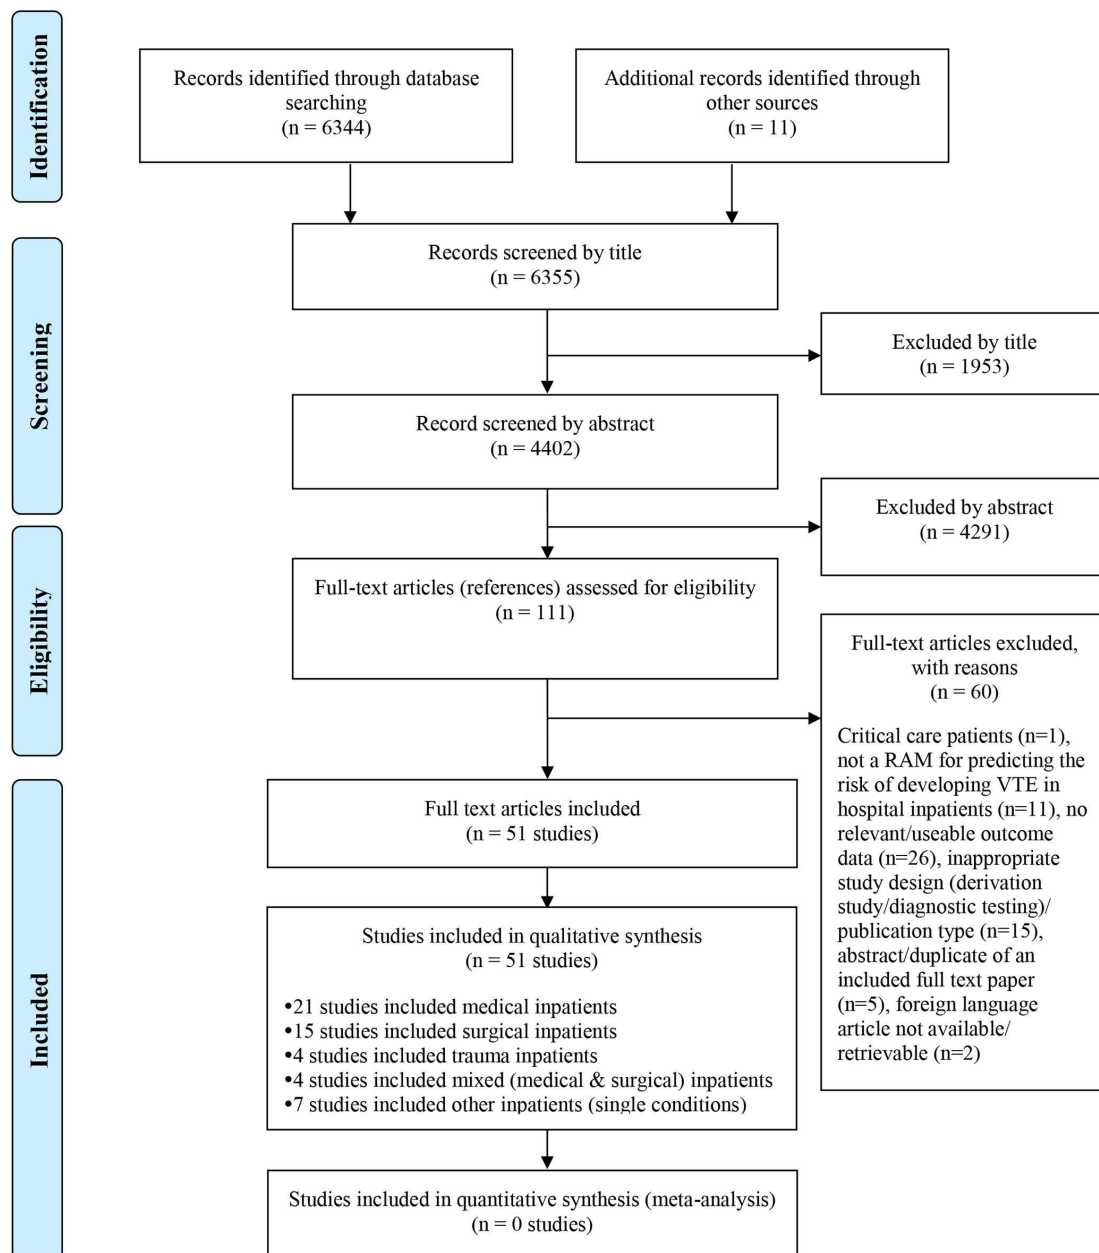 Identification
Records identified through database
searching
(n = 6344)
Additional records identified through
other sources
(n = 11)
Screening
Records screened by title
(n = 6355)
Excluded by title
(n = 1953)
Record screened by abstract
(n = 4402)
Excluded by abstract
(n = 4291)
Eligibility
Full-text articles (references) assessed for eligibility
(n = 111)
Full-text articles excluded,
with reasons
(n = 60)
Critical care patients (n=1),
not a RAM for predicting the
risk of developing VTE in
hospital inpatients (n=11), no
relevant/useable outcome
data (n=26), inappropriate
study design (derivation
study/diagnostic testing)/
publication type (n=15),
abstract/duplicate of an
included full text paper
(n=5), foreign language
article not available/
retrievable (n=2)
Included
Full text articles included
(n = 51 studies)
Studies included in qualitative synthesis
(n = 51 studies)
•21 studies included medical inpatients
•15 studies included surgical inpatients
•4 studies included trauma inpatients
•4 studies included mixed (medical & surgical) inpatients
•7 studies included other inpatients (single conditions)
Studies included in quantitative synthesis (meta-analysis)
(n = 0 studies)